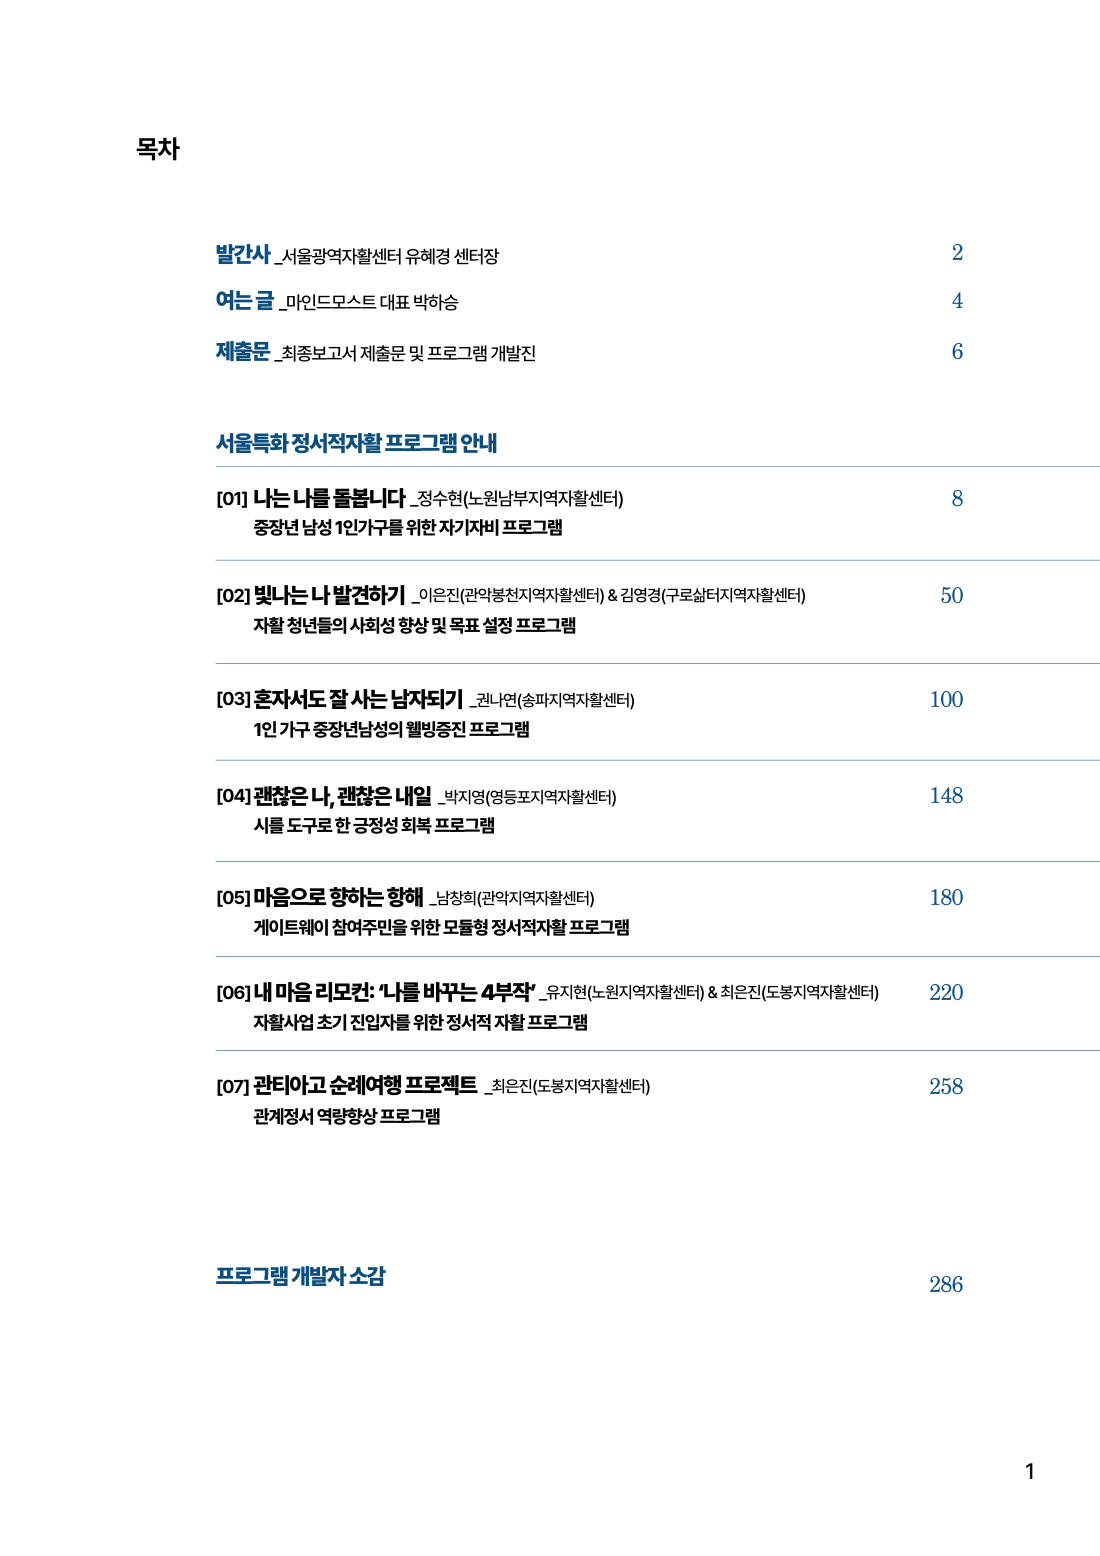 목차
발간사 _서울광역자활센터 유혜경 센터장 2
여는 글 _마인드모스트 대표 박하승 4
제출문 _최종보고서 제출문 및 프로그램 개발진 6
서울특화 정서적자활 프로그램 안내
[01] 나는 나를 돌봅니다 _정수현(노원남부지역자활센터) 8
중장년 남성 1인가구를 위한 자기자비 프로그램
[02] 빛나는 나 발견하기 _이은진(관악봉천지역자활센터) & 김영경(구로삶터지역자활센터) 50
자활 청년들의 사회성 향상 및 목표 설정 프로그램
[03] 혼자서도 잘 사는 남자되기 _권나연(송파지역자활센터) 100
1인 가구 중장년남성의 웰빙증진 프로그램
[04] 괜찮은 나, 괜찮은 내일 _박지영(영등포지역자활센터) 148
시를 도구로 한 긍정성 회복 프로그램
[05] 마음으로 향하는 항해 _남창희(관악지역자활센터) 180
게이트웨이 참여주민을 위한 모듈형 정서적자활 프로그램
[06] 내 마음 리모컨: ‘나를 바꾸는 4부작’ _유지현(노원지역자활센터) & 최은진(도봉지역자활센터) 220
자활사업 초기 진입자를 위한 정서적 자활 프로그램
[07] 관티아고 순례여행 프로젝트 _최은진(도봉지역자활센터) 258
관계정서 역량향상 프로그램
프로그램 개발자 소감 286
1